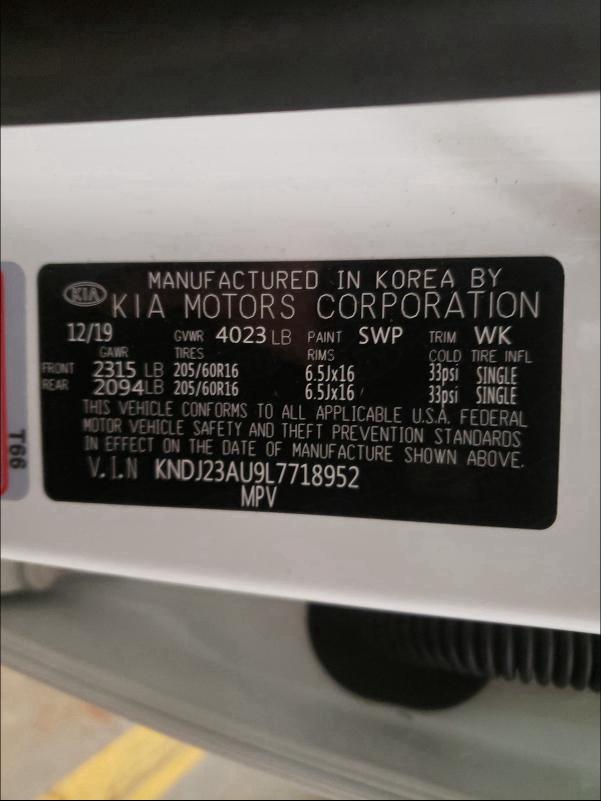 MANUFACTURED IN KOREA BY
KIA KIA MOTORS CORPORATION
12/19 GVWR 4023 LB PAINT SWP TRIM WK
GAWR TIRES RIMS COLD TIRE INFL
FRONT 2315 LB 205/60R16 6.5Jx16 33psi SINGLE
REAR 2094LB 205/60R16 6.5Jx16 33psi SINGLE
THIS VEHICLE CONFORMS TO ALL APPLICABLE U.S.A. FEDERAL
MOTOR VEHICLE SAFETY AND THEFT PREVENTION STANDARDS
IN EFFECT ON THE DATE OF MANUFACTURE SHOWN ABOVE.
V.I.N KNDJ23AU9L7718952
MPV
T66